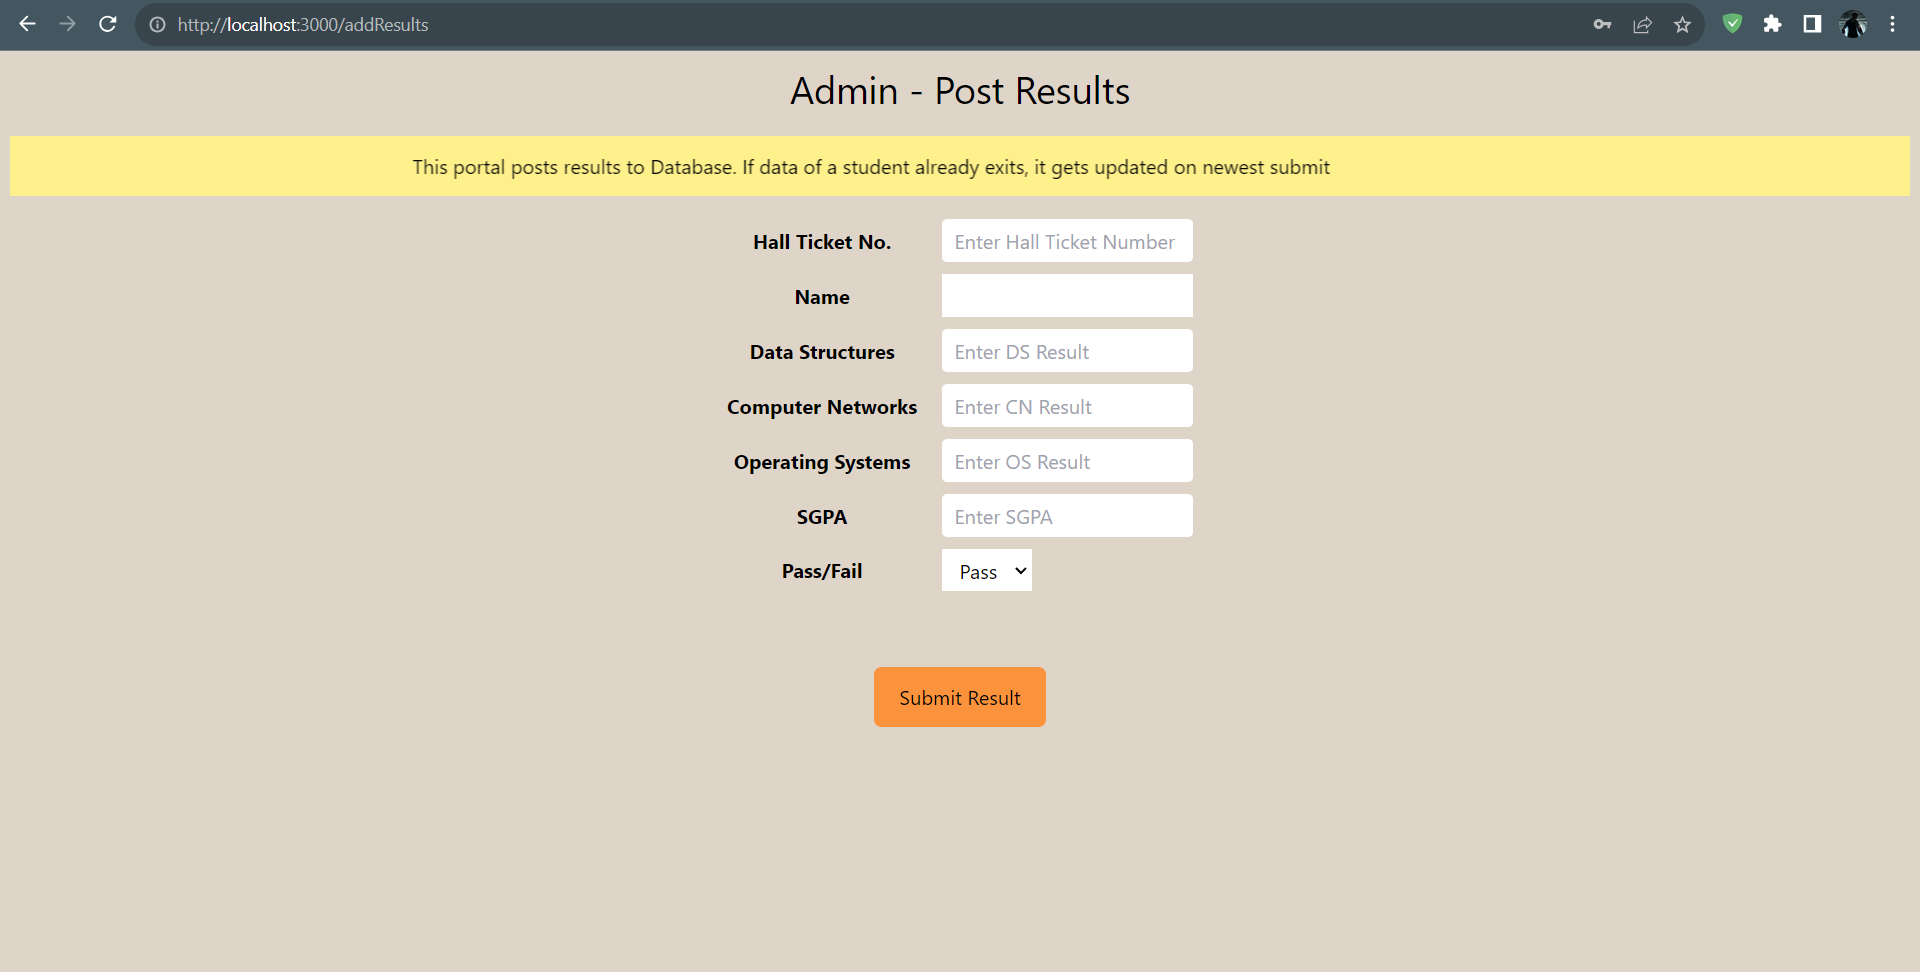 http://localhost:3000/addResults
Admin - Post Results
This portal posts results to Database. If data of a student already exits, it gets updated on newest submit
Hall Ticket No. Enter Hall Ticket Number
Name
Data Structures Enter DS Result
Computer Networks Enter CN Result
Operating Systems Enter OS Result
SGPA Enter SGPA
Pass/Fail Pass
Submit Result